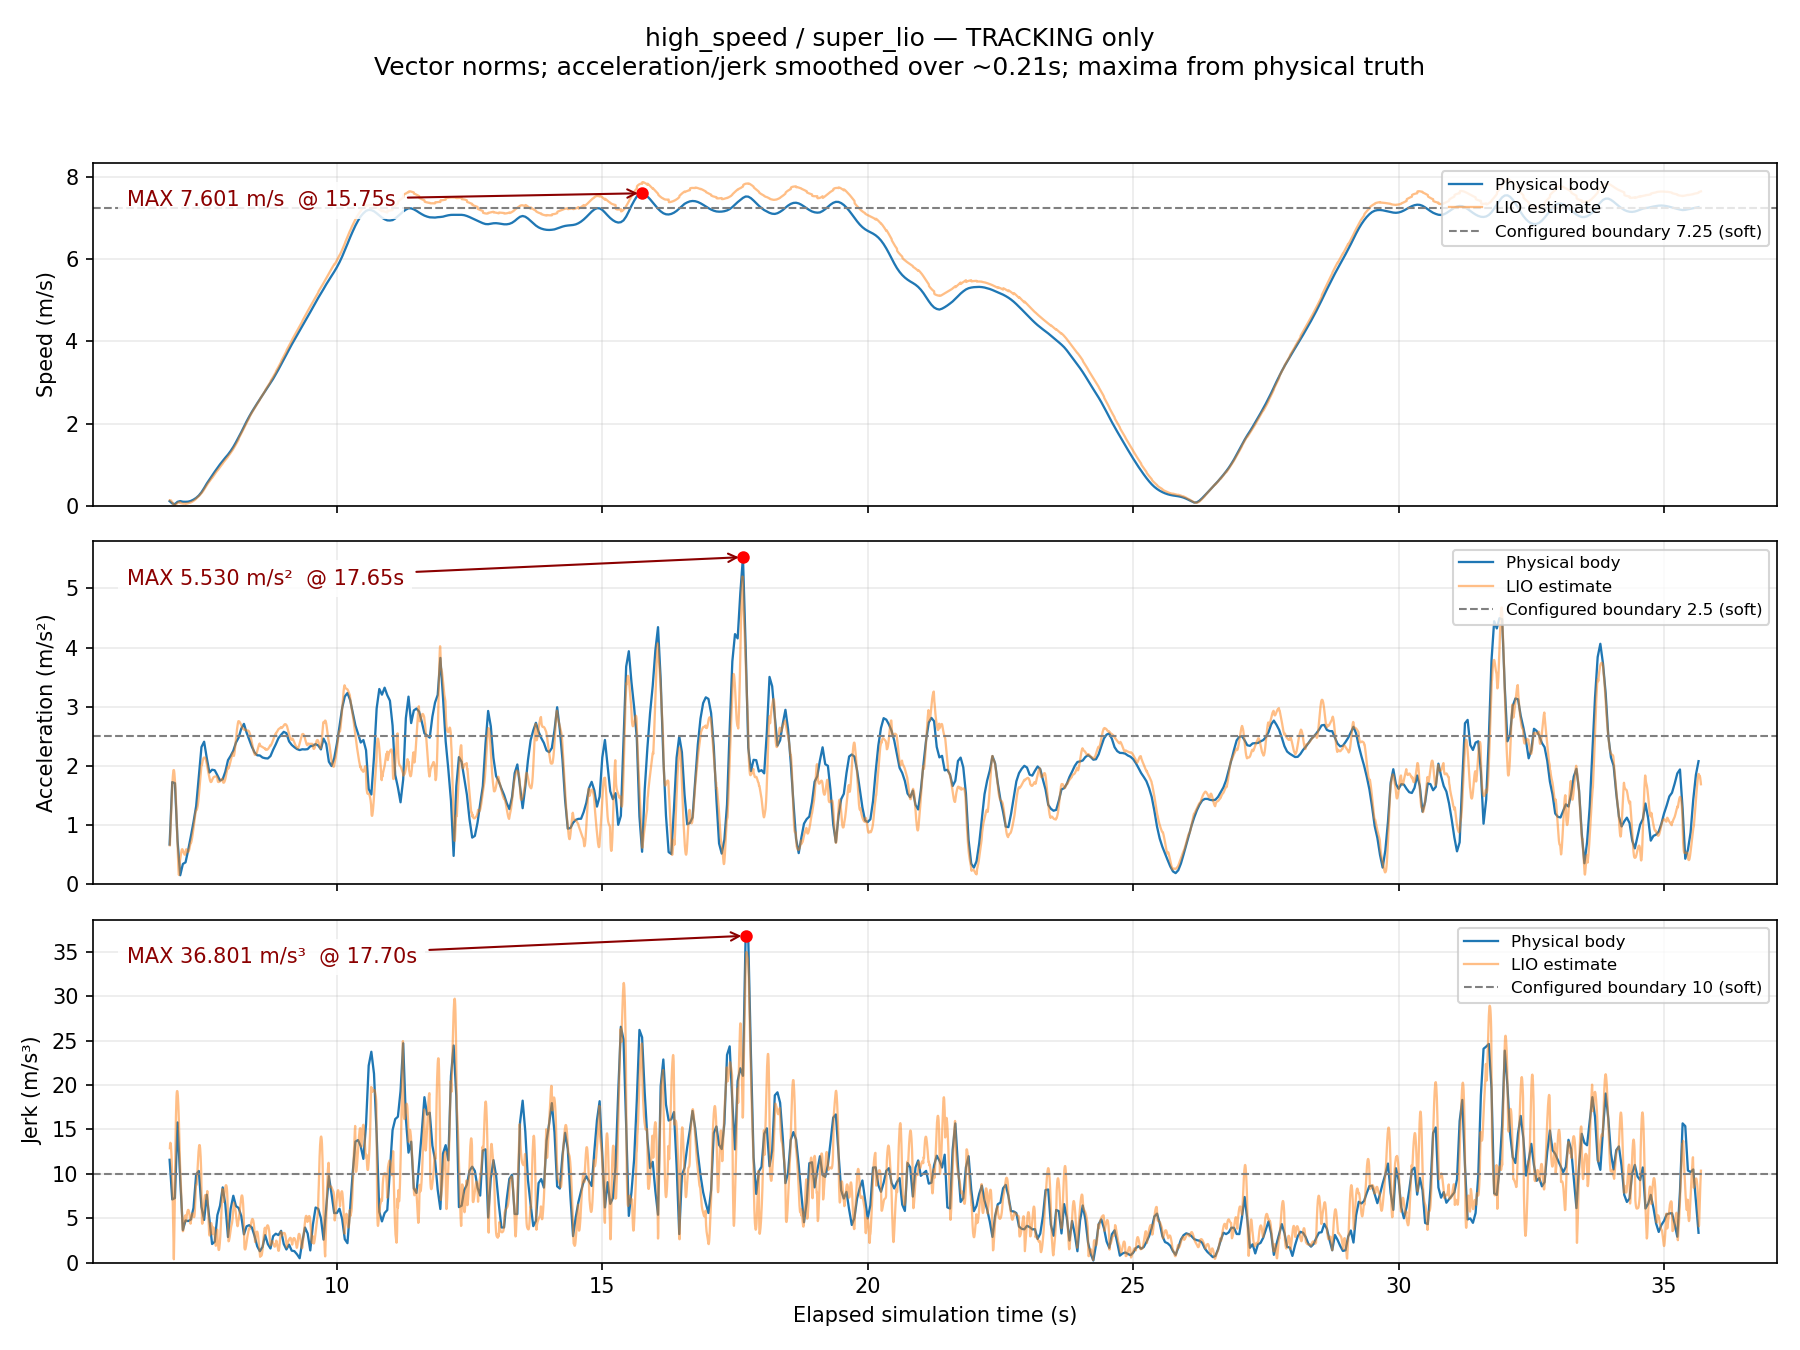 high_speed / super_lio — TRACKING only
Vector norms; acceleration/jerk smoothed over ~0.21s; maxima from physical truth
Speed (m/s)
8
6
4
2
0
MAX 7.601 m/s  @ 15.75s
Physical body
LIO estimate
Configured boundary 7.25 (soft)
Acceleration (m/s²)
5
4
3
2
1
0
MAX 5.530 m/s²  @ 17.65s
Physical body
LIO estimate
Configured boundary 2.5 (soft)
Jerk (m/s³)
35
30
25
20
15
10
5
0
MAX 36.801 m/s³  @ 17.70s
Physical body
LIO estimate
Configured boundary 10 (soft)
10 15 20 25 30 35
Elapsed simulation time (s)